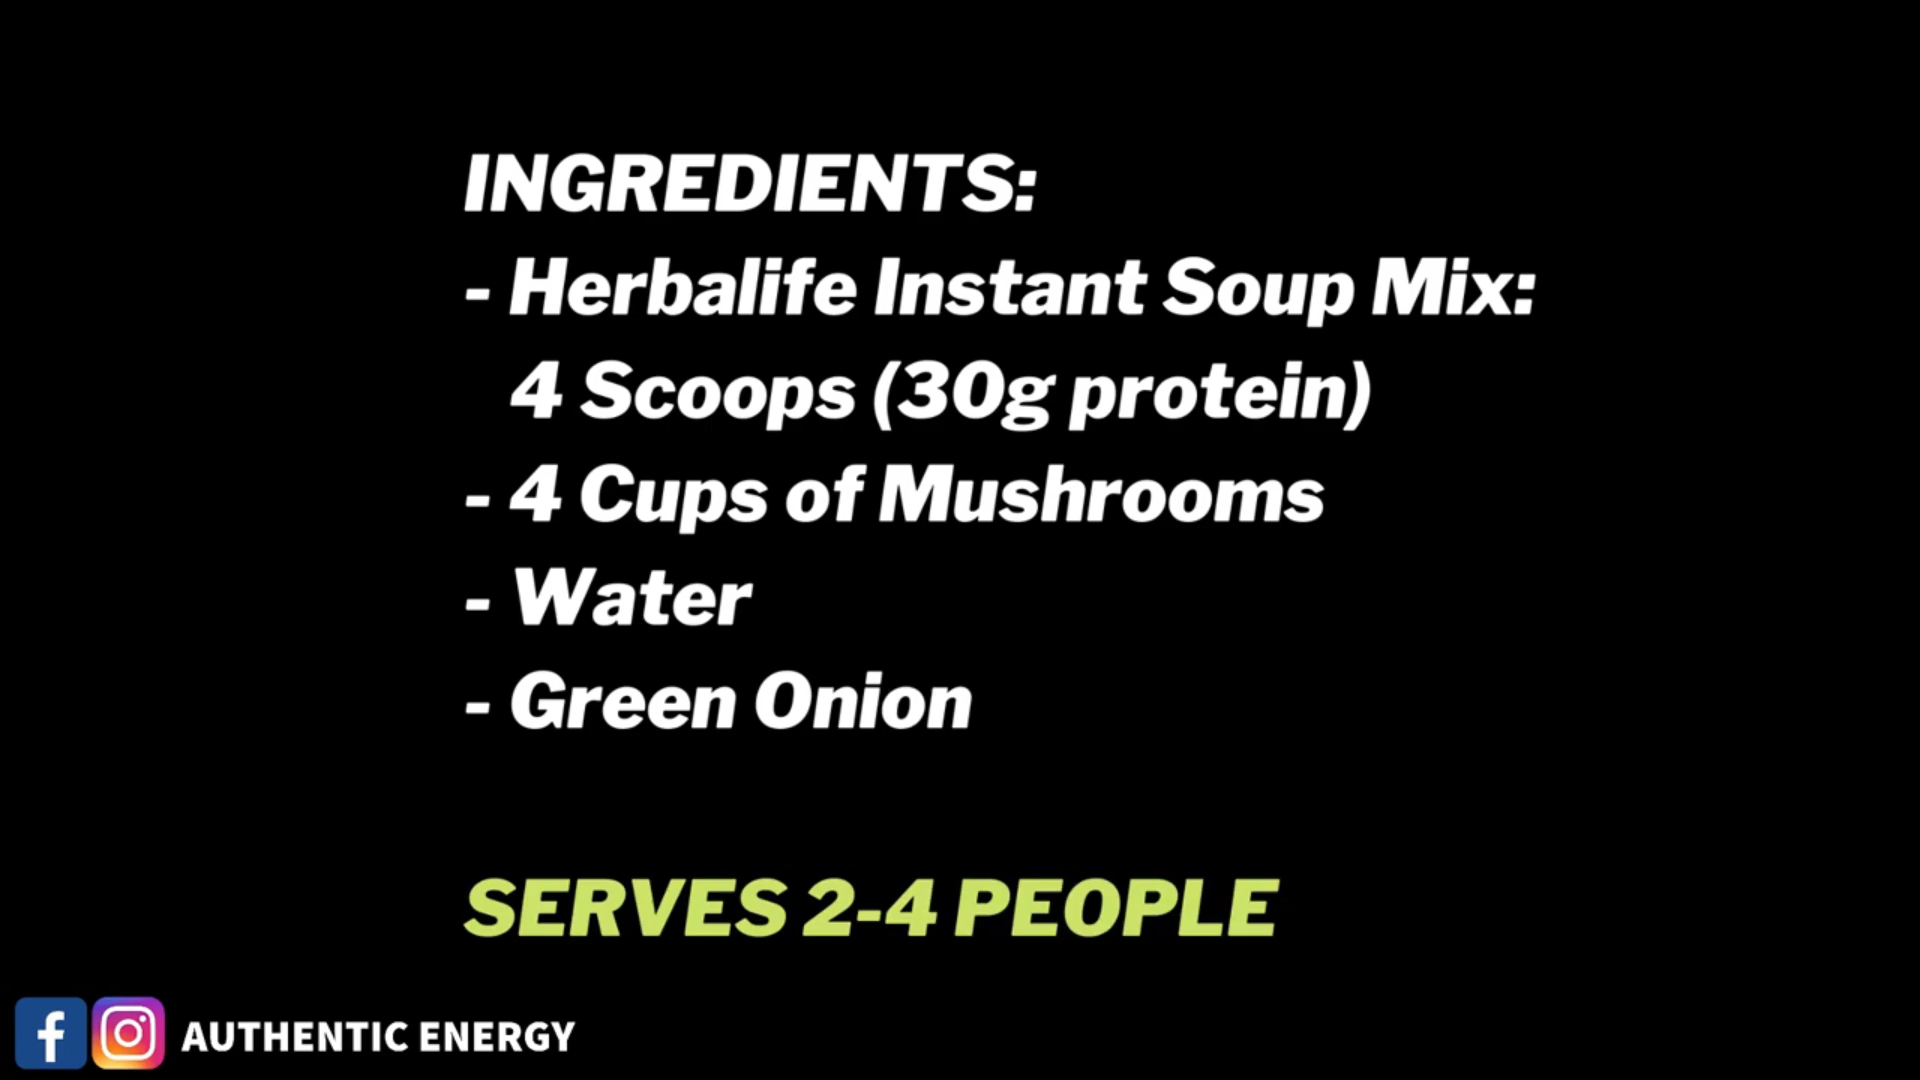 INGREDIENTS:
- Herbalife Instant Soup Mix:
4 Scoops (30g protein)
- 4 Cups of Mushrooms
- Water
- Green Onion
SERVES 2-4 PEOPLE
AUTHENTIC ENERGY